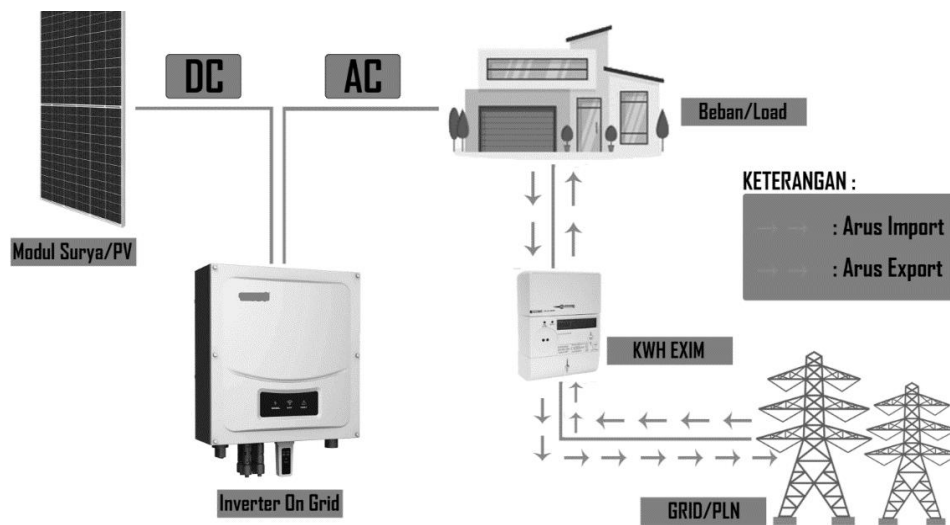 DC
AC
Beban/Load
KETERANGAN :
: Arus Import
: Arus Export
Modul Surya/PV
KWH EXIM
Inverter On Grid
GRID/PLN